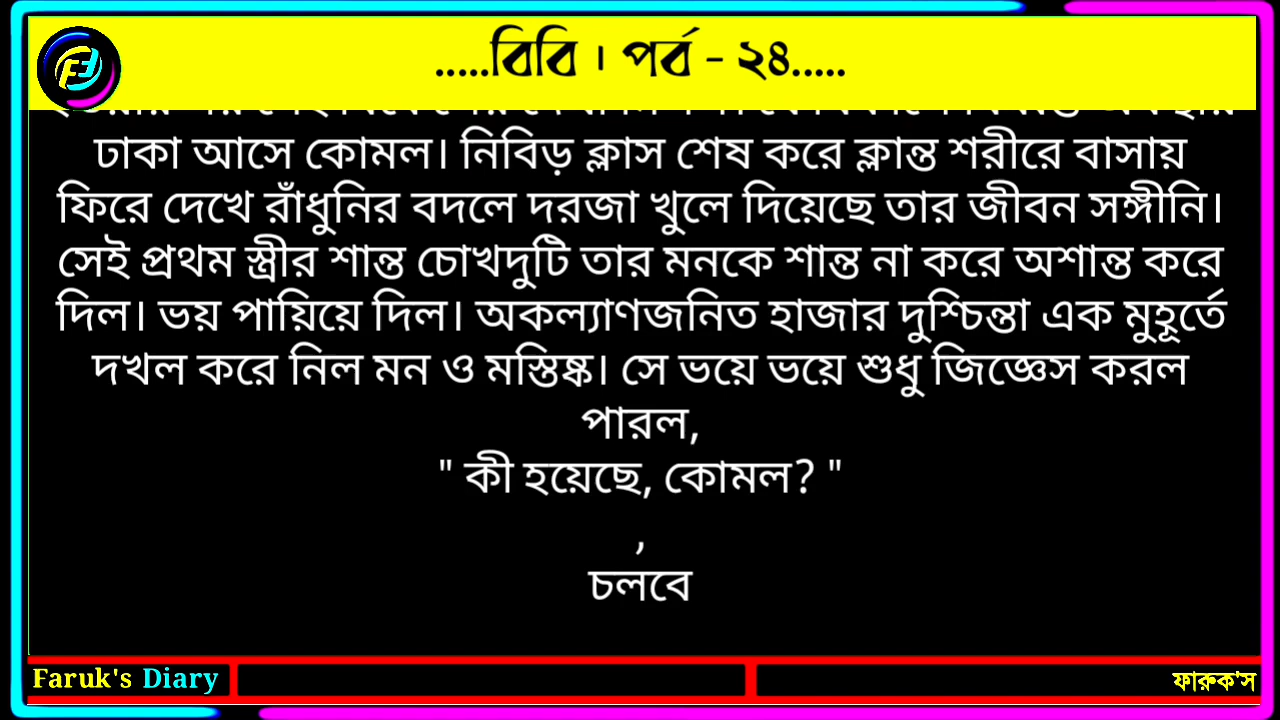 .....বিবি । পর্ব - ২৪.....
ঢাকা আসে কোমল। নিবিড় ক্লাস শেষ করে ক্লান্ত শরীরে বাসায়
ফিরে দেখে রাঁধুনির বদলে দরজা খুলে দিয়েছে তার জীবন সঙ্গীনি।
সেই প্রথম স্ত্রীর শান্ত চোখদুটি তার মনকে শান্ত না করে অশান্ত করে
দিল। ভয় পায়িয়ে দিল। অকল্যাণজনিত হাজার দুশ্চিন্তা এক মুহূর্তে
দখল করে নিল মন ও মস্তিষ্ক। সে ভয়ে ভয়ে শুধু জিজ্ঞেস করল
পারল,
" কী হয়েছে, কোমল? "
,
চলবে
Faruk's Diary
ফারুক'স